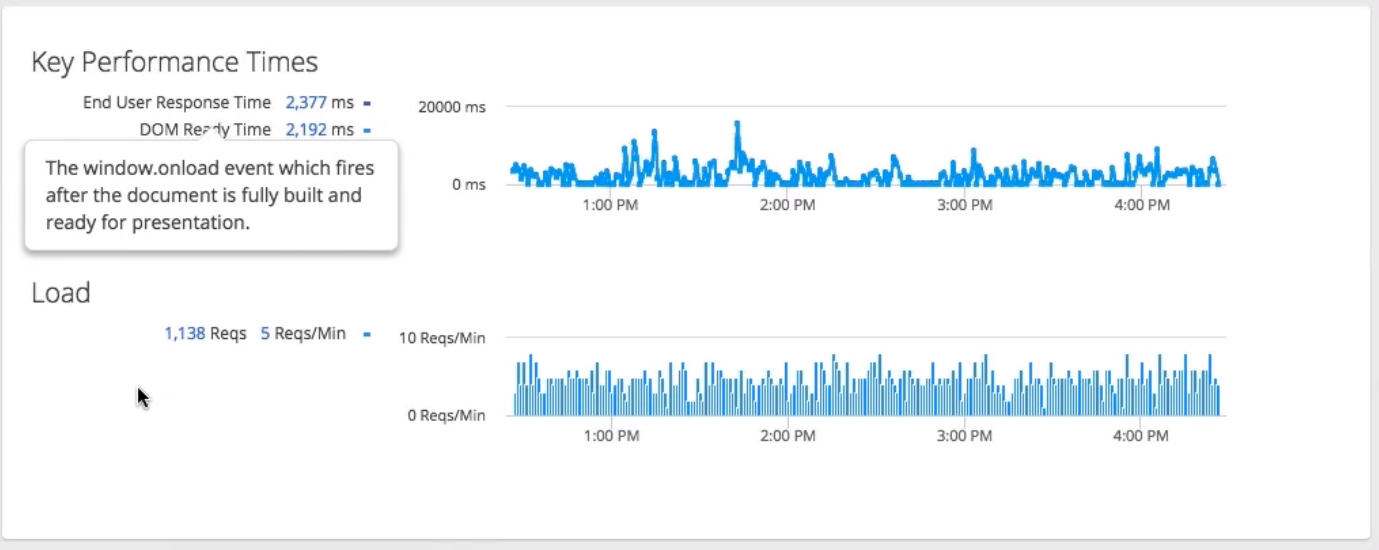 Key Performance Times
End User Response Time 2,377 ms
DOM Ready Time 2,192 ms
The window.onload event which fires
after the document is fully built and
ready for presentation.
20000 ms
0 ms
1:00 PM 2:00 PM 3:00 PM 4:00 PM
Load
1,138 Reqs 5 Reqs/Min
10 Reqs/Min
0 Reqs/Min
1:00 PM 2:00 PM 3:00 PM 4:00 PM